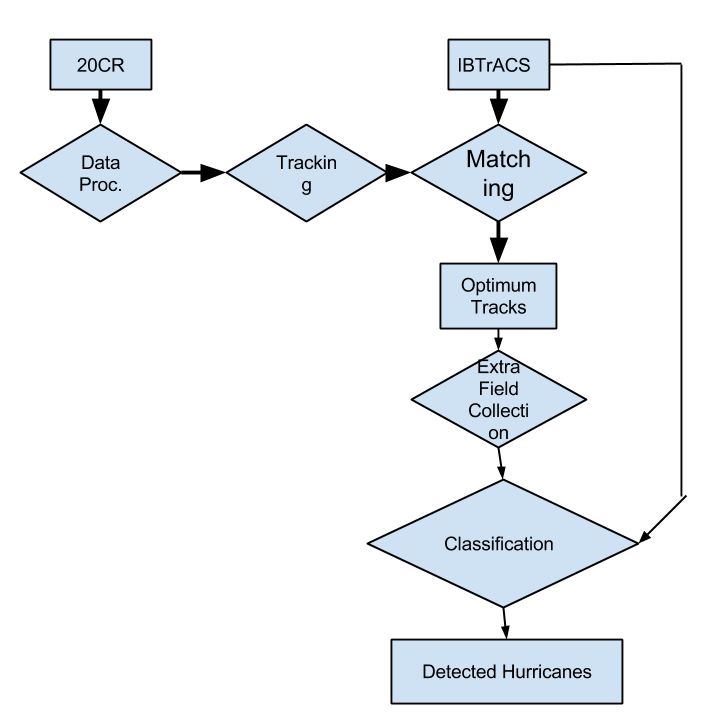 20CR
IBTrACS
Data
Proc.
Trackin
g
Match
ing
Optimum
Tracks
Extra
Field
Collecti
on
Classification
Detected Hurricanes